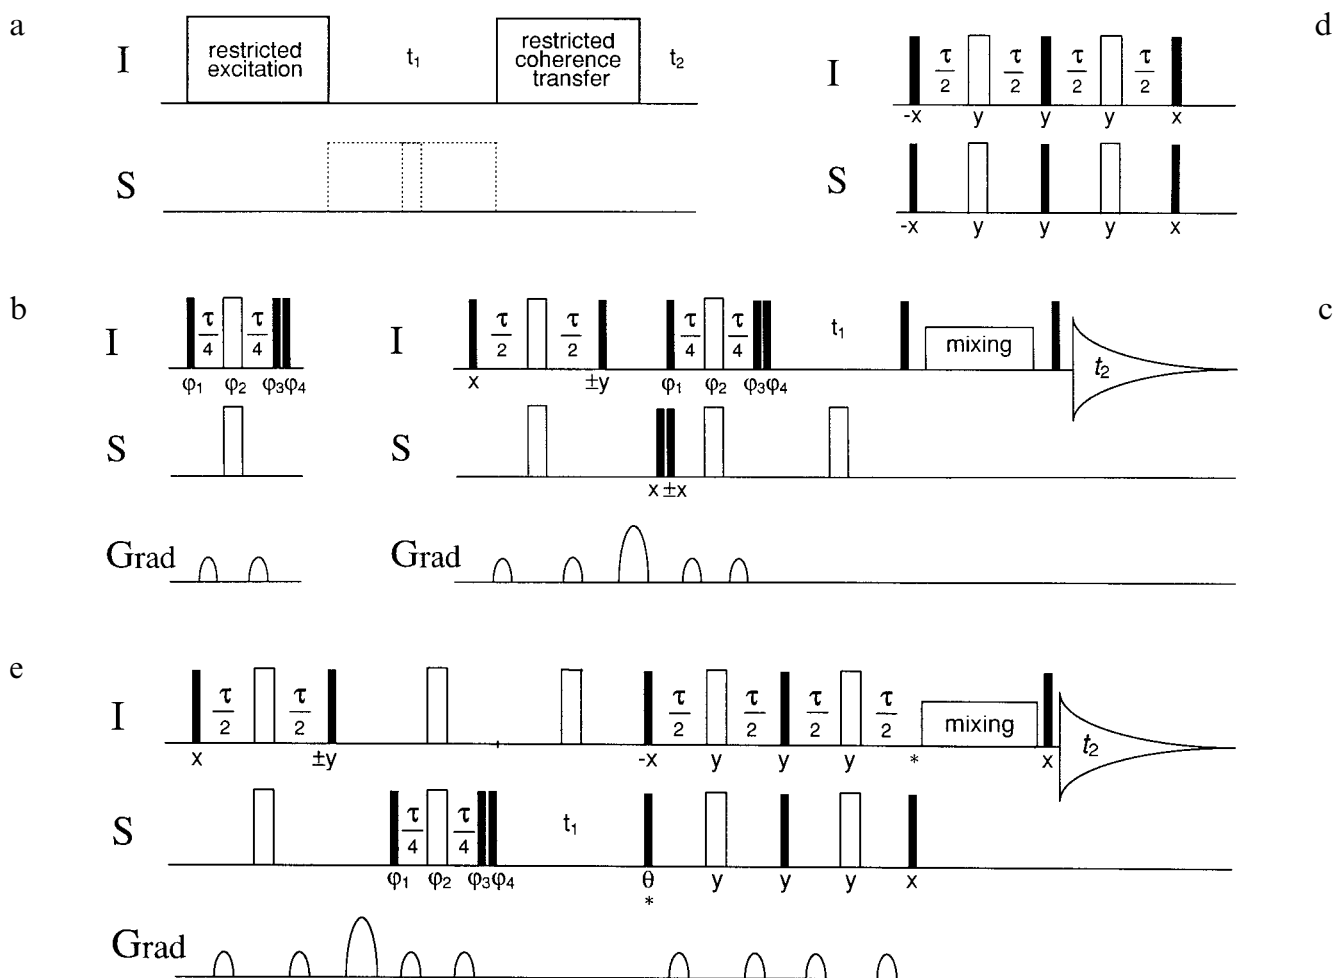 a
d
I
restricted
excitation
t₁
restricted
coherence
transfer
t₂
S
I
τ/2 τ/2 τ/2 τ/2
-x y y y x
S
-x y y y x
b
c
I
τ/4 τ/4
φ₁ φ₂ φ₃φ₄
S
Grad
I
τ/2 τ/2 τ/4 τ/4 t₁ mixing t₂
x ±y φ₁ φ₂ φ₃φ₄
S
x ±x
Grad
e
I
τ/2 τ/2 τ/2 τ/2 τ/2 τ/2 mixing t₂
x ±y -x y y y * x
S
τ/4 τ/4 t₁
φ₁ φ₂ φ₃φ₄ θ y y y x
*
Grad